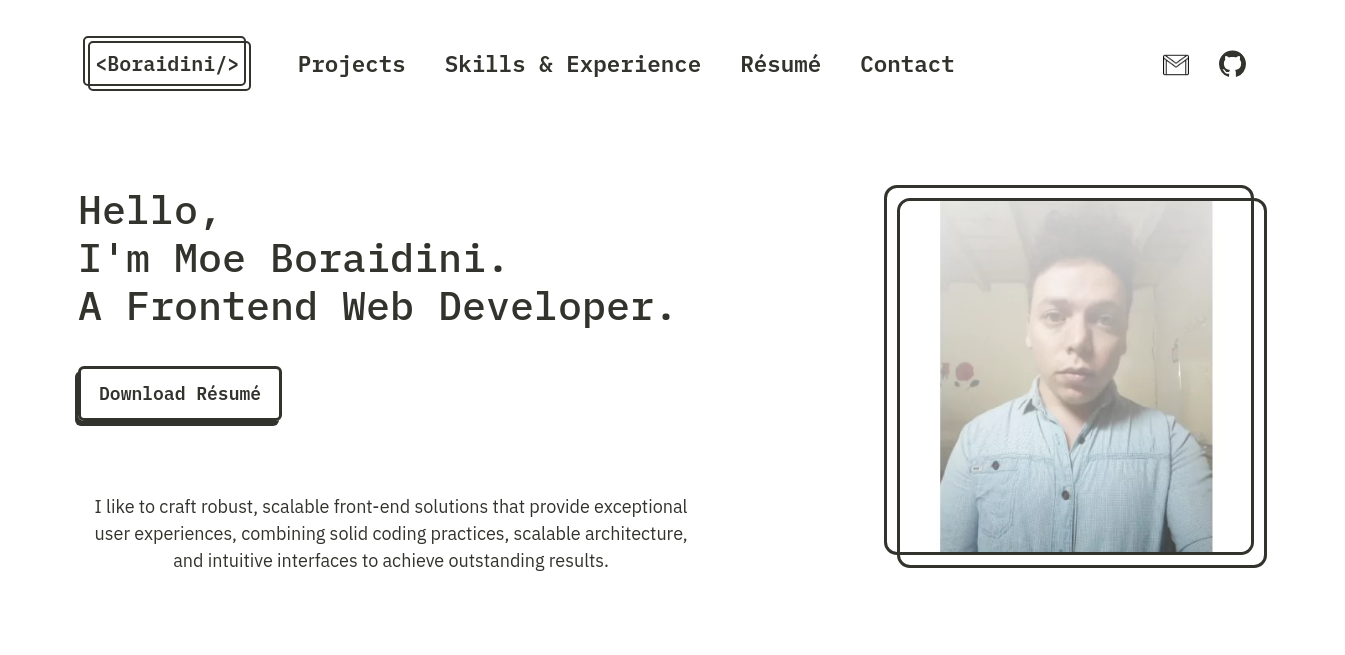 <Boraidini/>
Projects
Skills & Experience
Résumé
Contact
Hello,
I'm Moe Boraidini.
A Frontend Web Developer.
Download Résumé
I like to craft robust, scalable front-end solutions that provide exceptional
user experiences, combining solid coding practices, scalable architecture,
and intuitive interfaces to achieve outstanding results.